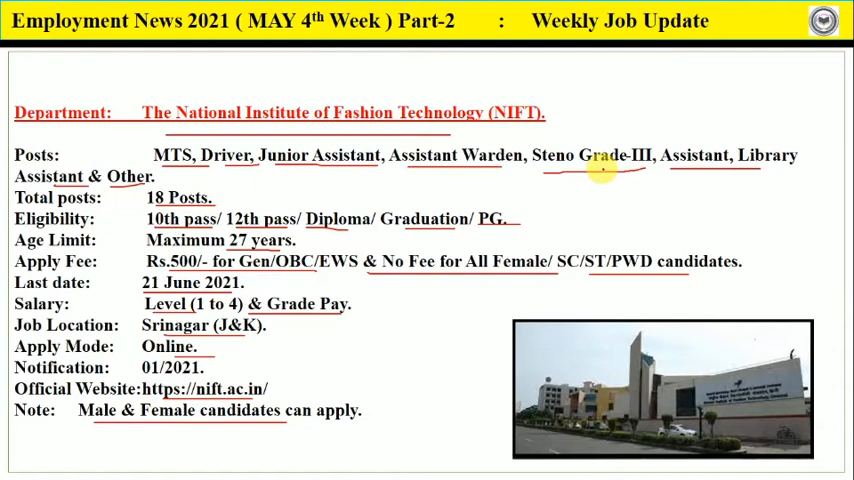 Employment News 2021 ( MAY 4th Week ) Part-2 : Weekly Job Update
Department: The National Institute of Fashion Technology (NIFT).
Posts: MTS, Driver, Junior Assistant, Assistant Warden, Steno Grade-III, Assistant, Library
Assistant & Other.
Total posts: 18 Posts.
Eligibility: 10th pass/ 12th pass/ Diploma/ Graduation/ PG.
Age Limit: Maximum 27 years.
Apply Fee: Rs.500/- for Gen/OBC/EWS & No Fee for All Female/ SC/ST/PWD candidates.
Last date: 21 June 2021.
Salary: Level (1 to 4) & Grade Pay.
Job Location: Srinagar (J&K).
Apply Mode: Online.
Notification: 01/2021.
Official Website:https://nift.ac.in/
Note: Male & Female candidates can apply.